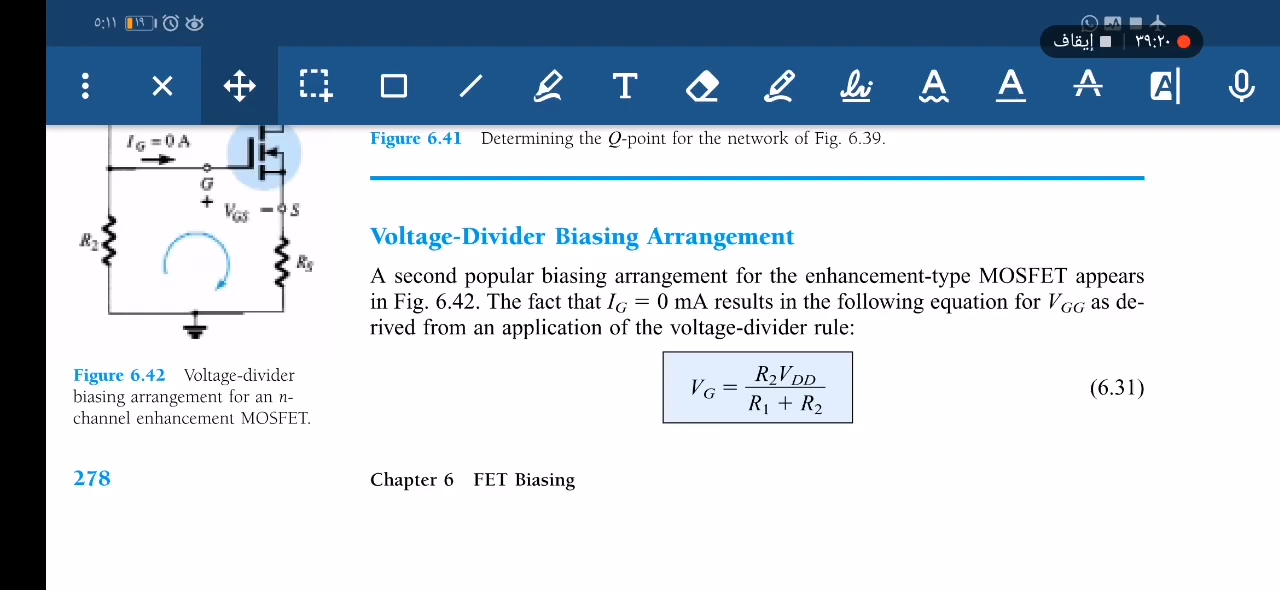 ٥:١١ ١٩
إيقاف ٣٩:٢٠
T A A A A
I_G = 0 A
G
+ V_GS − S
R_2 R_S
Figure 6.42 Voltage-divider
biasing arrangement for an n-
channel enhancement MOSFET.
278
Figure 6.41 Determining the Q-point for the network of Fig. 6.39.
Voltage-Divider Biasing Arrangement
A second popular biasing arrangement for the enhancement-type MOSFET appears
in Fig. 6.42. The fact that I_G = 0 mA results in the following equation for V_GG as de-
rived from an application of the voltage-divider rule:
V_G = R_2V_DD / R_1 + R_2 (6.31)
Chapter 6 FET Biasing